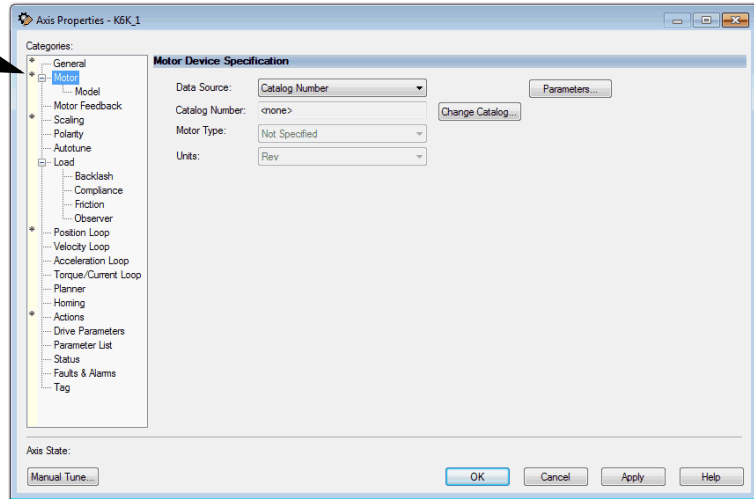 Axis Properties - K6K_1
Categories:
* General
* Motor
Model
Motor Feedback
* Scaling
Polarity
Autotune
Load
Backlash
Compliance
Friction
Observer
* Position Loop
Velocity Loop
Acceleration Loop
Torque/Current Loop
Planner
Homing
* Actions
Drive Parameters
Parameter List
Status
Faults & Alarms
Tag
Motor Device Specification
Data Source: Catalog Number Parameters...
Catalog Number: <none> Change Catalog...
Motor Type: Not Specified
Units: Rev
Axis State:
Manual Tune... OK Cancel Apply Help